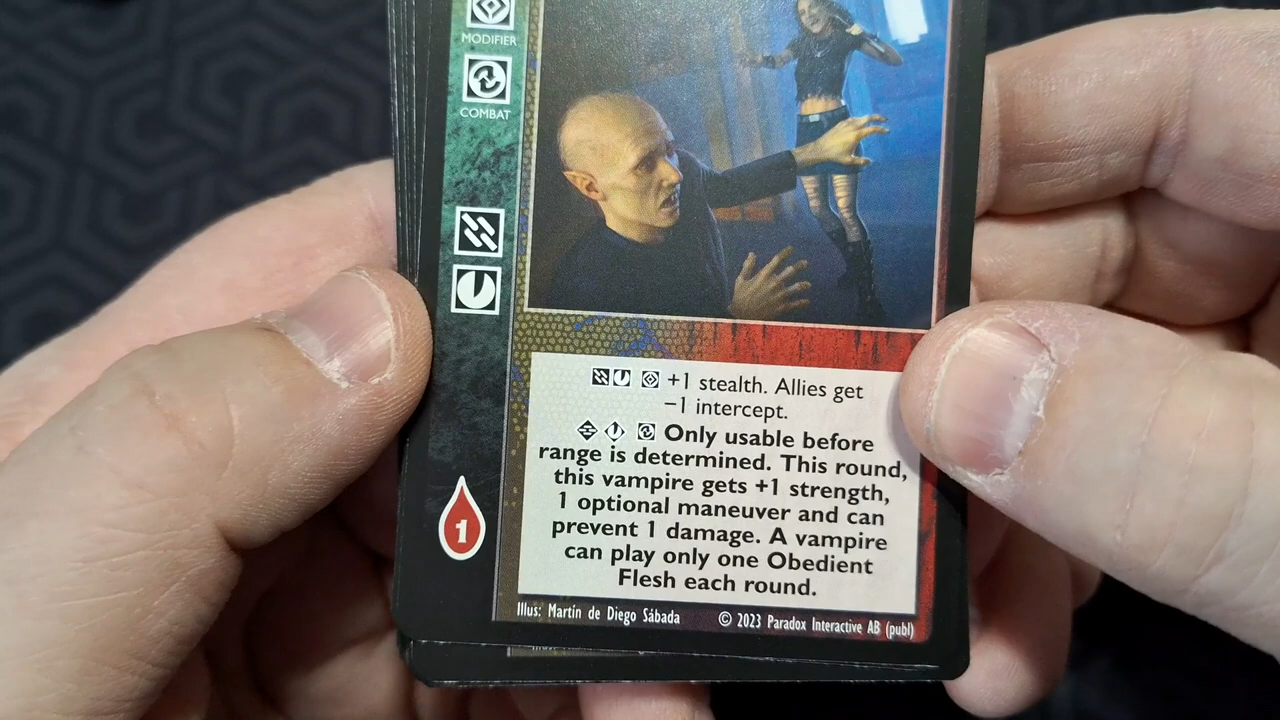 MODIFIER
COMBAT
+1 stealth. Allies get
−1 intercept.
Only usable before
range is determined. This round,
this vampire gets +1 strength,
1 optional maneuver and can
prevent 1 damage. A vampire
can play only one Obedient
Flesh each round.
1
Illus: Martín de Diego Sábada
© 2023 Paradox Interactive AB (publ)